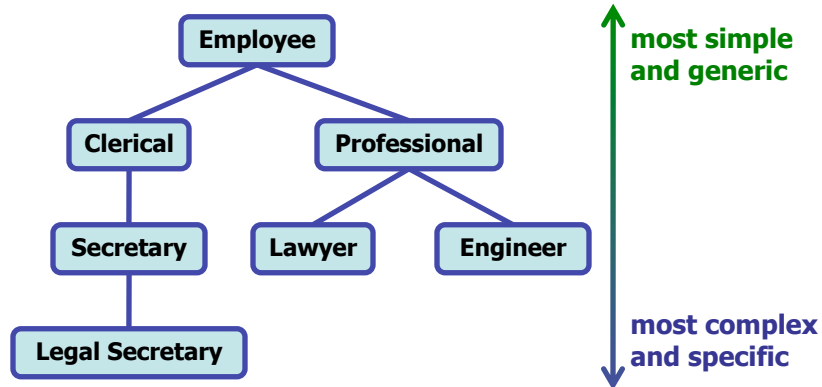 Employee
most simple
and generic
Clerical
Professional
Secretary
Lawyer
Engineer
Legal Secretary
most complex
and specific